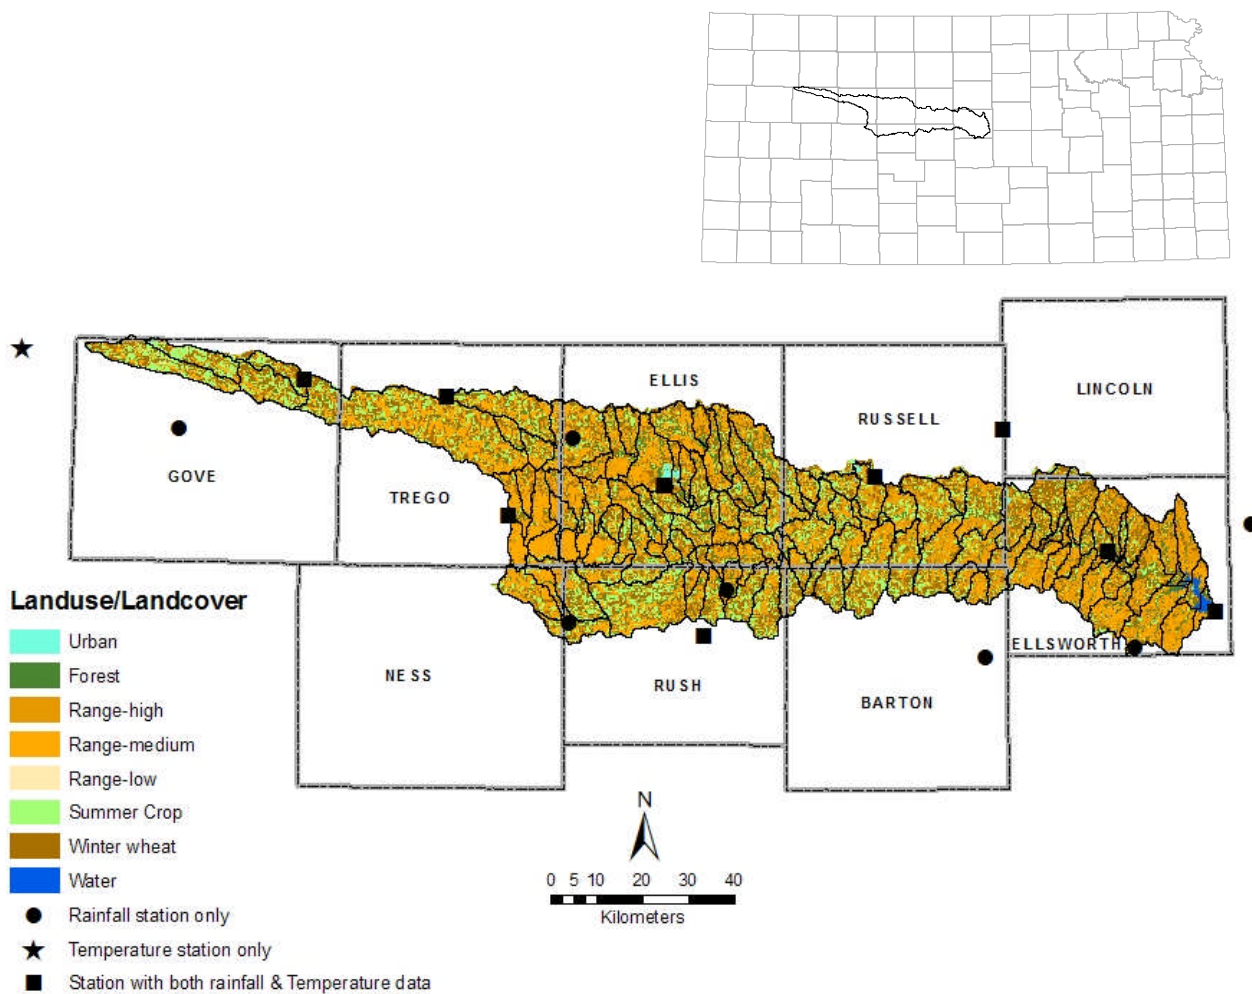 ELLIS
LINCOLN
RUSSELL
GOVE
TREGO
Landuse/Landcover
Urban
Forest
Range-high
Range-medium
Range-low
Summer Crop
Winter wheat
Water
Rainfall station only
Temperature station only
Station with both rainfall & Temperature data
NESS
RUSH
BARTON
ELLSWORTH
N
0 5 10 20 30 40
Kilometers